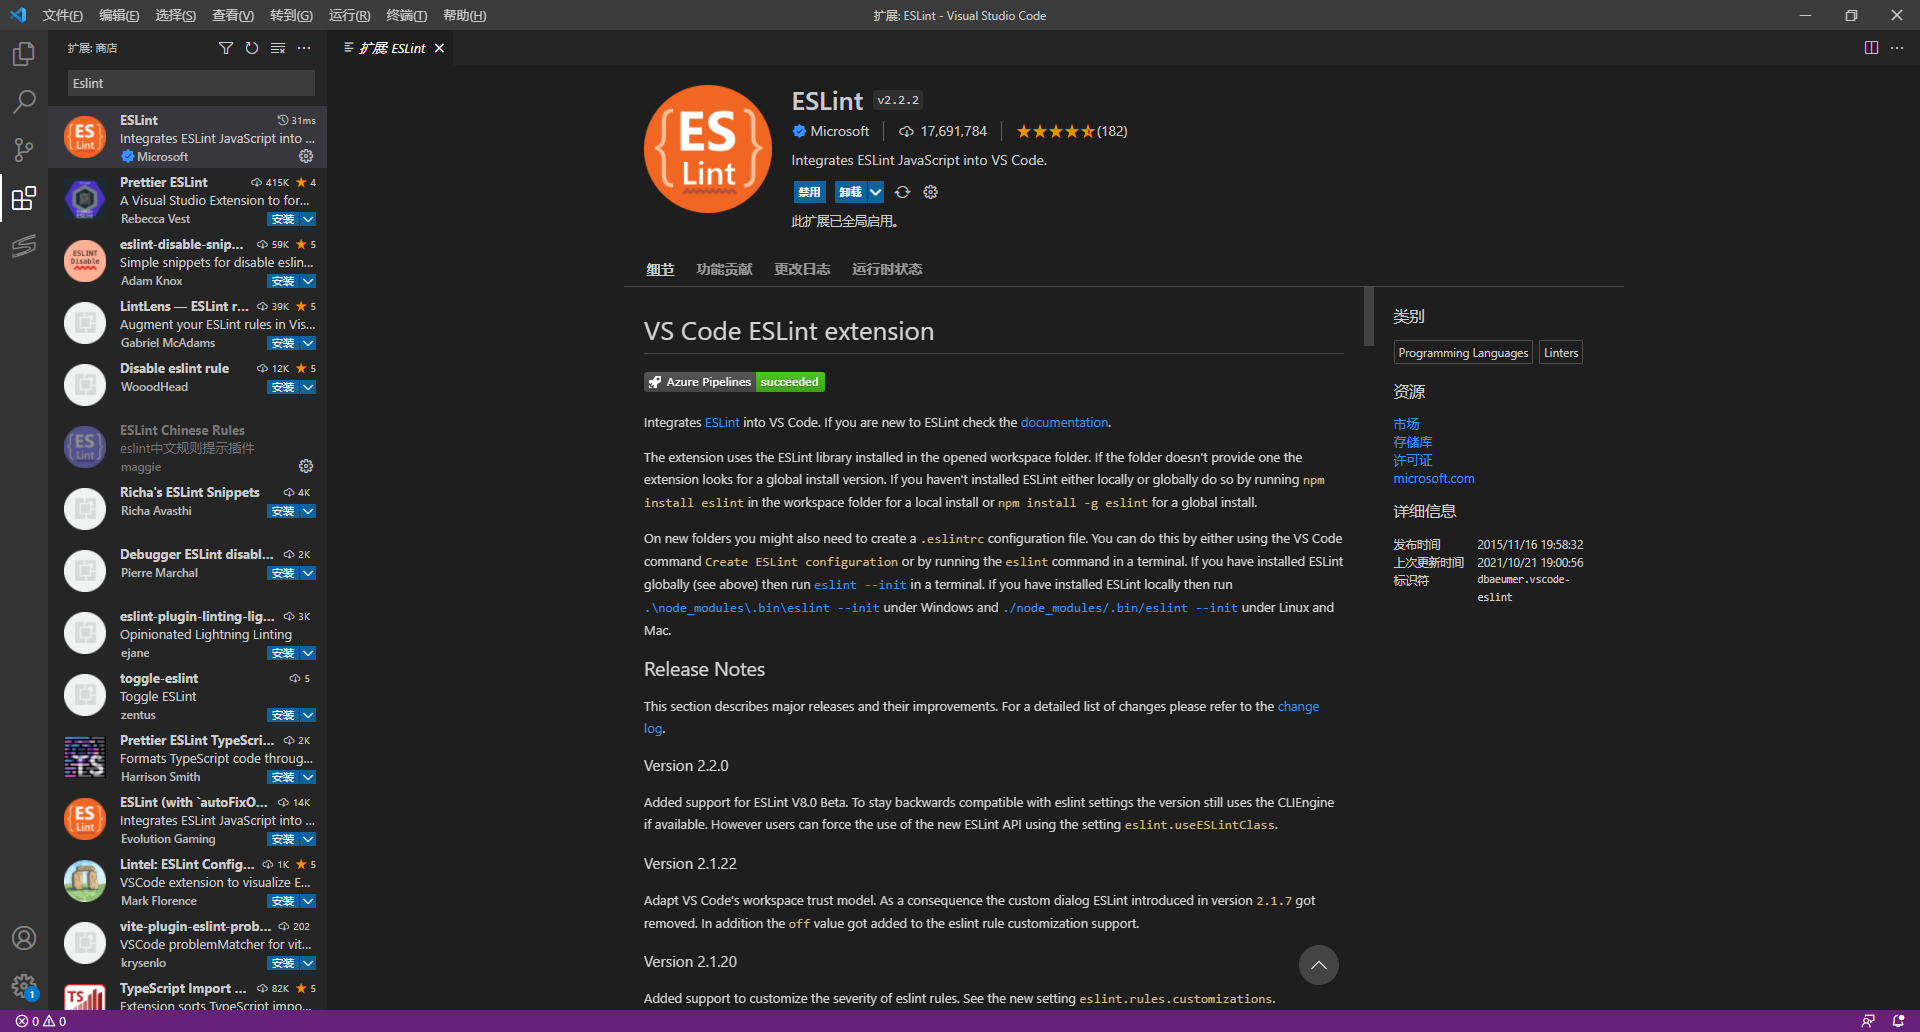 文件(F) 编辑(E) 选择(S) 查看(V) 转到(G) 运行(R) 终端(T) 帮助(H)
扩展: ESLint - Visual Studio Code
扩展: 商店
Eslint
ESLint 31ms
Integrates ESLint JavaScript into ...
Microsoft
Prettier ESLint 415K 4
A Visual Studio Extension to for...
Rebecca Vest 安装
eslint-disable-snip... 59K 5
Simple snippets for disable eslin...
Adam Knox 安装
LintLens — ESLint r... 39K 5
Augment your ESLint rules in Vis...
Gabriel McAdams 安装
Disable eslint rule 12K 5
WooodHead 安装
ESLint Chinese Rules
eslint中文规则提示插件
maggie
Richa's ESLint Snippets 4K
Richa Avasthi 安装
Debugger ESLint disabl... 2K
Pierre Marchal 安装
eslint-plugin-linting-lig... 3K
Opinionated Lightning Linting
ejane 安装
toggle-eslint 5
Toggle ESLint
zentus 安装
Prettier ESLint TypeScri... 2K
Formats TypeScript code throug...
Harrison Smith 安装
ESLint (with `autoFixO... 14K
Integrates ESLint JavaScript into ...
Evolution Gaming 安装
Lintel: ESLint Config... 1K 5
VSCode extension to visualize E...
Mark Florence 安装
vite-plugin-eslint-prob... 202
VSCode problemMatcher for vit...
krysenlo 安装
TypeScript Import ... 82K 5
Extension sorts TypeScript impo...
扩展: ESLint
ES
Lint
ESLint v2.2.2
Microsoft 17,691,784 (182)
Integrates ESLint JavaScript into VS Code.
禁用 卸载
此扩展已全局启用。
细节 功能贡献 更改日志 运行时状态
VS Code ESLint extension
Azure Pipelines succeeded
Integrates ESLint into VS Code. If you are new to ESLint check the documentation.
The extension uses the ESLint library installed in the opened workspace folder. If the folder doesn't provide one the
extension looks for a global install version. If you haven't installed ESLint either locally or globally do so by running npm
install eslint in the workspace folder for a local install or npm install -g eslint for a global install.
On new folders you might also need to create a .eslintrc configuration file. You can do this by either using the VS Code
command Create ESLint configuration or by running the eslint command in a terminal. If you have installed ESLint
globally (see above) then run eslint --init in a terminal. If you have installed ESLint locally then run
.\node_modules\.bin\eslint --init under Windows and ./node_modules/.bin/eslint --init under Linux and
Mac.
Release Notes
This section describes major releases and their improvements. For a detailed list of changes please refer to the change
log.
Version 2.2.0
Added support for ESLint V8.0 Beta. To stay backwards compatible with eslint settings the version still uses the CLIEngine
if available. However users can force the use of the new ESLint API using the setting eslint.useESLintClass.
Version 2.1.22
Adapt VS Code's workspace trust model. As a consequence the custom dialog ESLint introduced in version 2.1.7 got
removed. In addition the off value got added to the eslint rule customization support.
Version 2.1.20
Added support to customize the severity of eslint rules. See the new setting eslint.rules.customizations.
类别
Programming Languages Linters
资源
市场
存储库
许可证
microsoft.com
详细信息
发布时间 2015/11/16 19:58:32
上次更新时间 2021/10/21 19:00:56
标识符 dbaeumer.vscode-
eslint
1
0 0